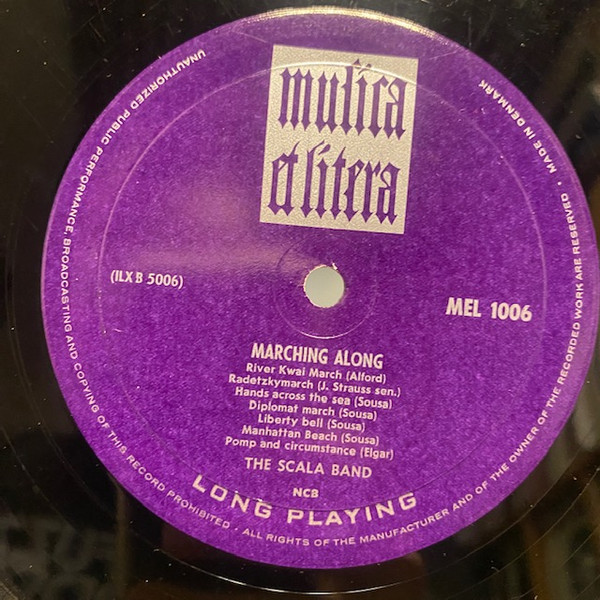 muſica
et litera
UNAUTHORIZED PUBLIC PERFORMANCE, BROADCASTING AND COPYING OF THIS RECORD PROHIBITED · ALL RIGHTS OF THE MANUFACTURER AND OF THE OWNER OF THE RECORDED WORK ARE RESERVED · MADE IN DENMARK
(ILX B 5006)
MEL 1006
MARCHING ALONG
River Kwai March (Alford)
Radetzkymarch (J. Strauss sen.)
Hands across the sea (Sousa)
Diplomat march (Sousa)
Liberty bell (Sousa)
Manhattan Beach (Sousa)
Pomp and circumstance (Elgar)
THE SCALA BAND
NCB
LONG PLAYING